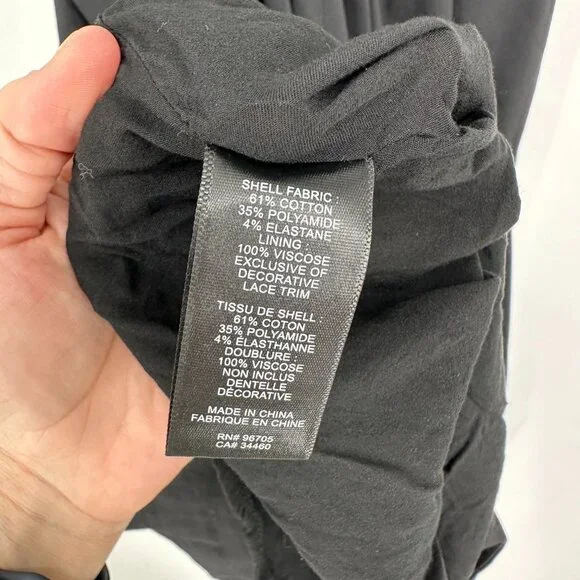 SHELL FABRIC :
61% COTTON
35% POLYAMIDE
4% ELASTANE
LINING :
100% VISCOSE
EXCLUSIVE OF
DECORATIVE
LACE TRIM
TISSU DE SHELL :
61% COTON
35% POLYAMIDE
4% ÉLASTHANNE
DOUBLURE :
100% VISCOSE
NON INCLUS
DENTELLE
DÉCORATIVE
MADE IN CHINA
FABRIQUE EN CHINE
RN# 96705
CA# 34460